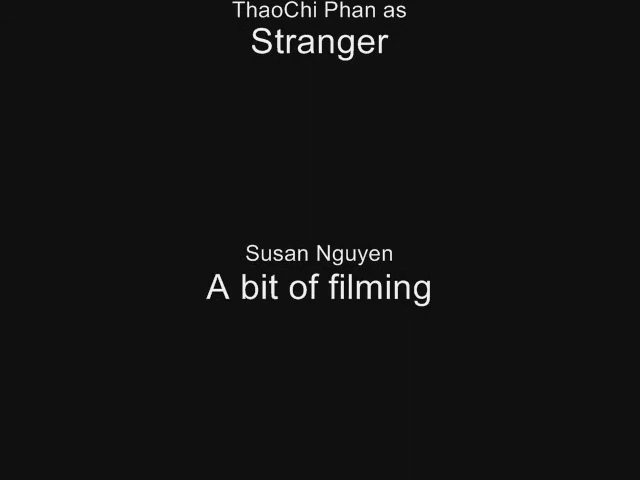 ThaoChi Phan as
Stranger
Susan Nguyen
A bit of filming